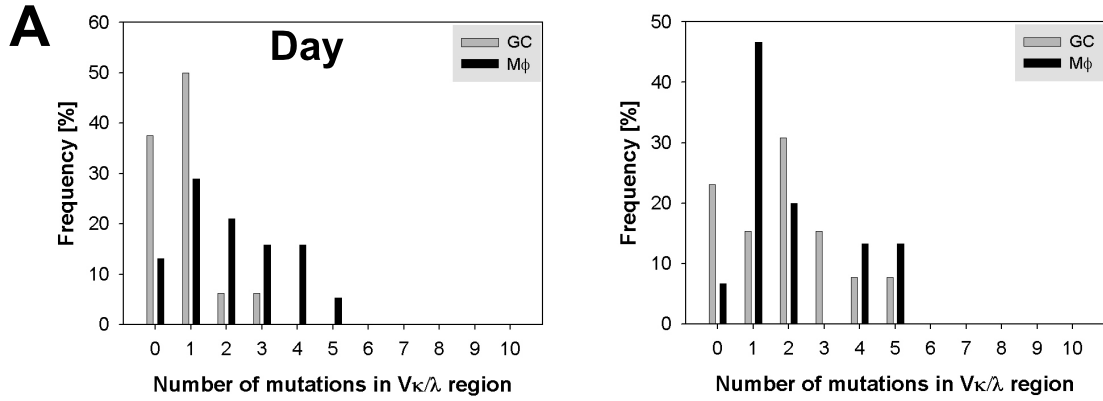 A
Day
GC
Mϕ
Frequency [%]
60
50
40
30
20
10
0
0 1 2 3 4 5 6 7 8 9 10
Number of mutations in Vκ/λ region
GC
Mϕ
Frequency [%]
50
40
30
20
10
0
0 1 2 3 4 5 6 7 8 9 10
Number of mutations in Vκ/λ region